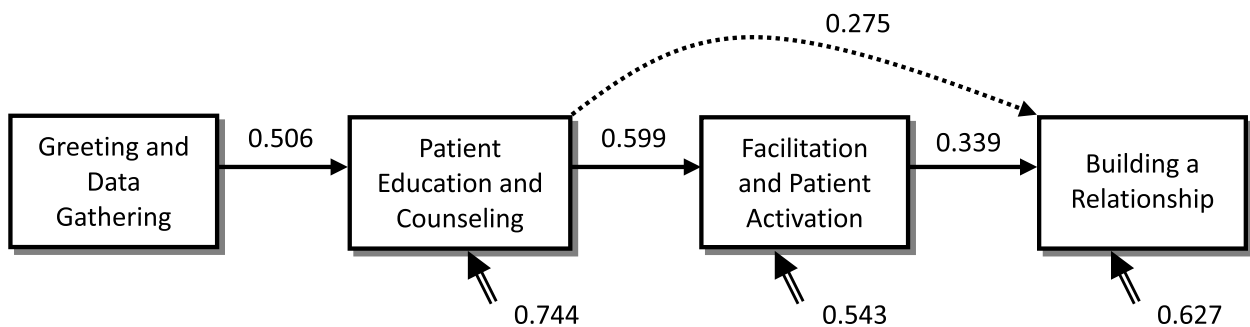 0.275
Greeting and
Data
Gathering
0.506
Patient
Education and
Counseling
0.599
Facilitation
and Patient
Activation
0.339
Building a
Relationship
0.744
0.543
0.627